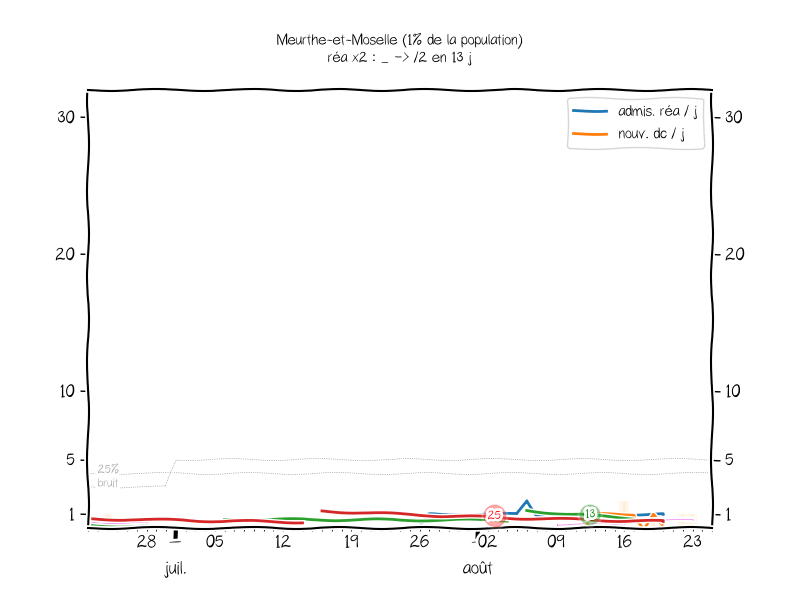 Meurthe-et-Moselle (1% de la population)
réa x2 : _ -> /2 en 13 j
admis. réa / j
nouv. dc / j
30 30
20 20
10 10
5 5
25%
bruit
1 1
25 13
28 05 12 19 26 02 09 16 23
juil. août